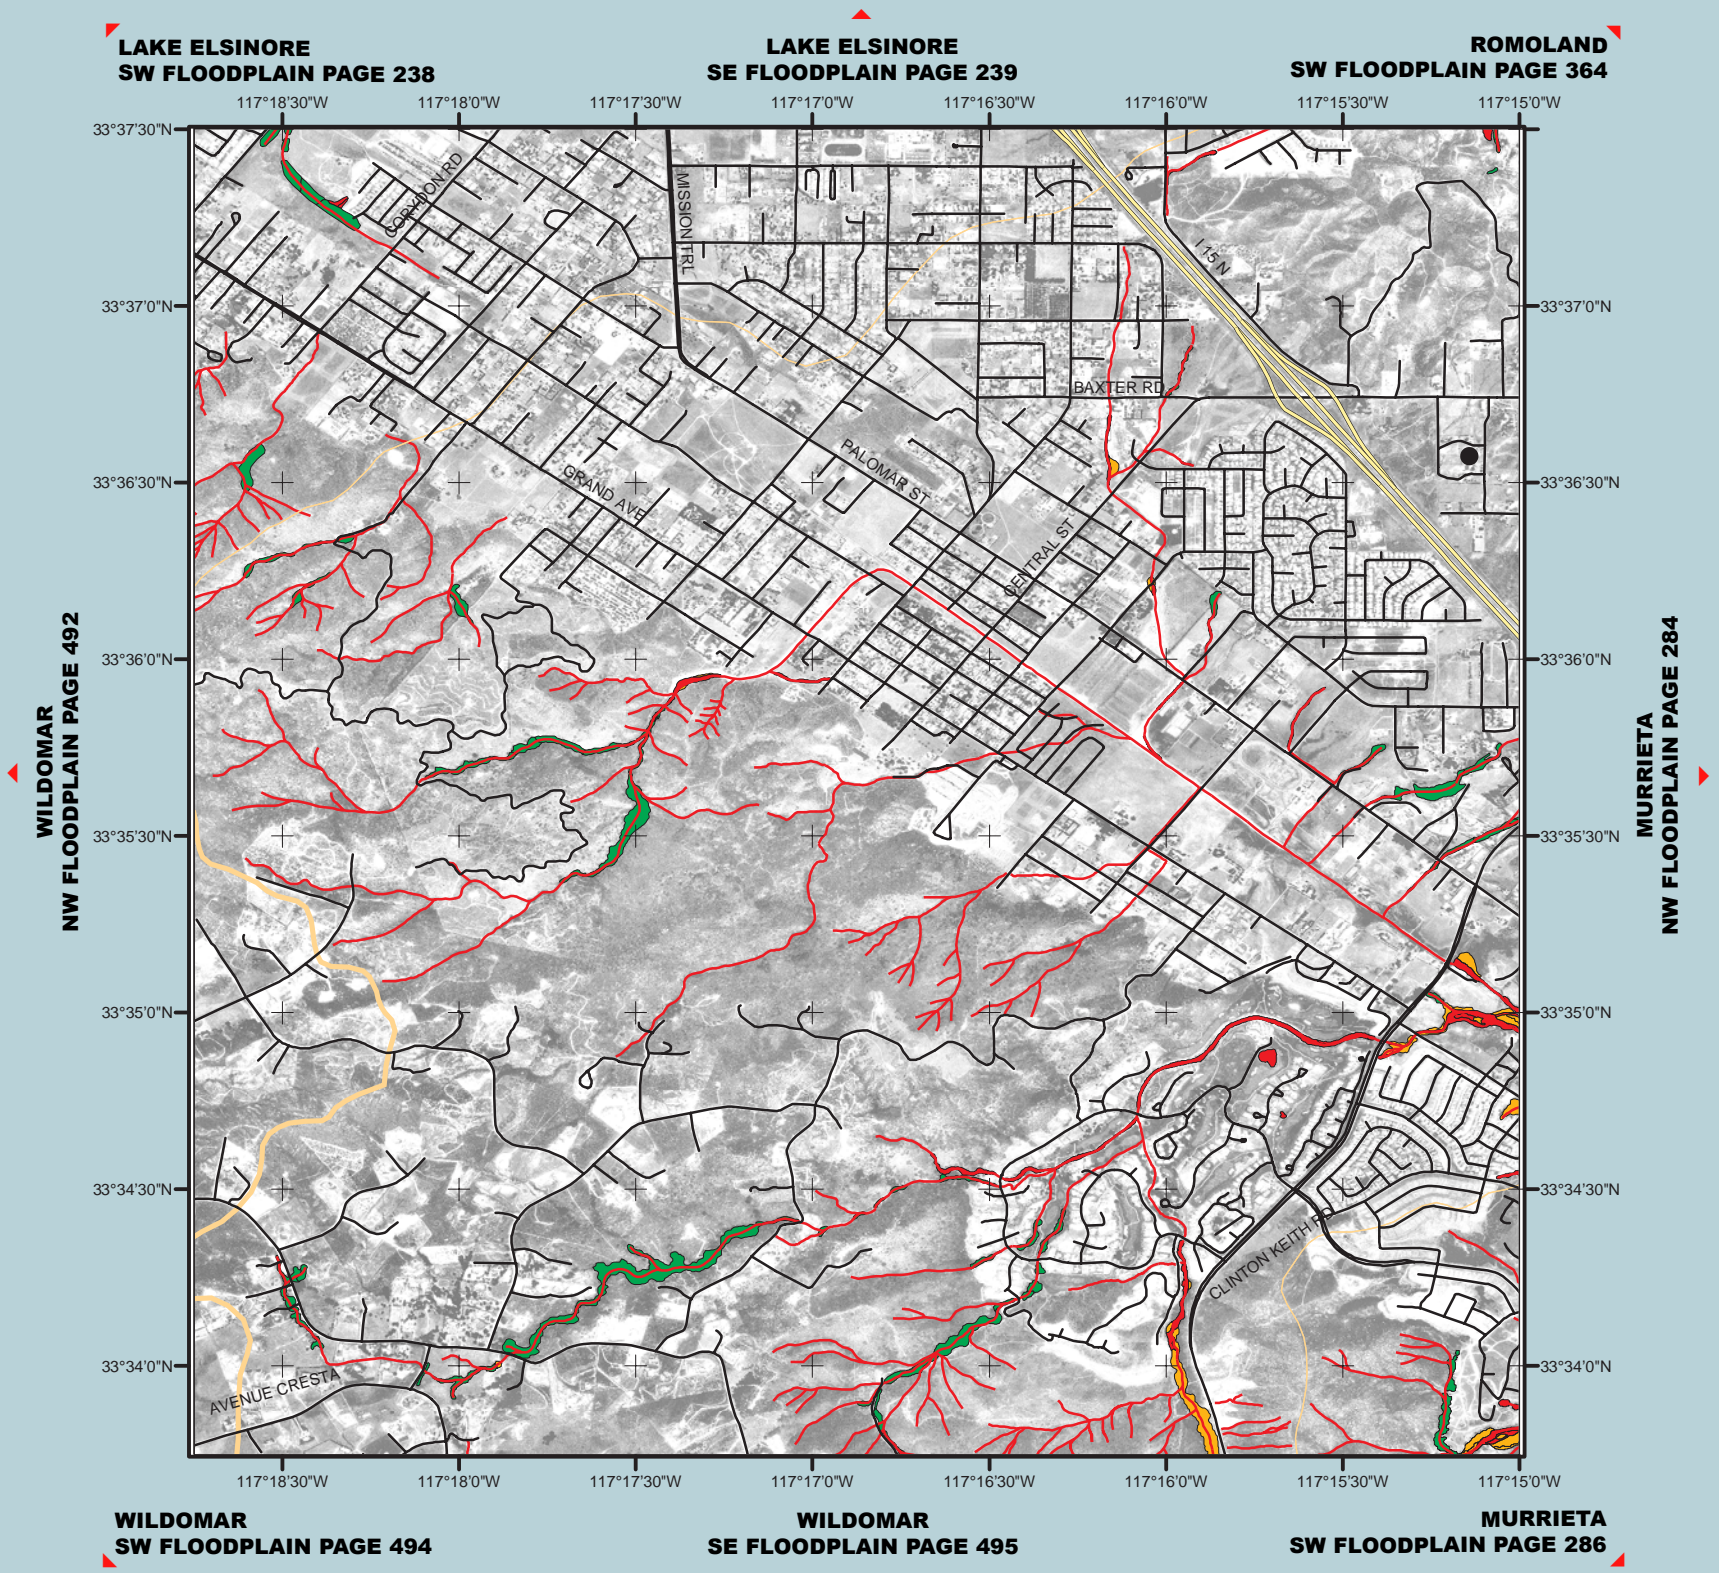 LAKE ELSINORE
SW FLOODPLAIN PAGE 238
LAKE ELSINORE
SE FLOODPLAIN PAGE 239
ROMOLAND
SW FLOODPLAIN PAGE 364
117°18'30"W
117°18'0"W
117°17'30"W
117°17'0"W
117°16'30"W
117°16'0"W
117°15'30"W
117°15'0"W
33°37'30"N
33°37'0"N
33°36'30"N
33°36'0"N
33°35'30"N
33°35'0"N
33°34'30"N
33°34'0"N
WILDOMAR
NW FLOODPLAIN PAGE 492
CORYDON RD
MISSION TRL
I 15 N
BAXTER RD
PALOMAR ST
GRAND AVE
CENTRAL ST
CLINTON KEITH RD
AVENUE CRESTA
33°37'0"N
33°36'30"N
33°36'0"N
33°35'30"N
33°35'0"N
33°34'30"N
33°34'0"N
MURRIETA
NW FLOODPLAIN PAGE 284
117°18'30"W
117°18'0"W
117°17'30"W
117°17'0"W
117°16'30"W
117°16'0"W
117°15'30"W
117°15'0"W
WILDOMAR
SW FLOODPLAIN PAGE 494
WILDOMAR
SE FLOODPLAIN PAGE 495
MURRIETA
SW FLOODPLAIN PAGE 286